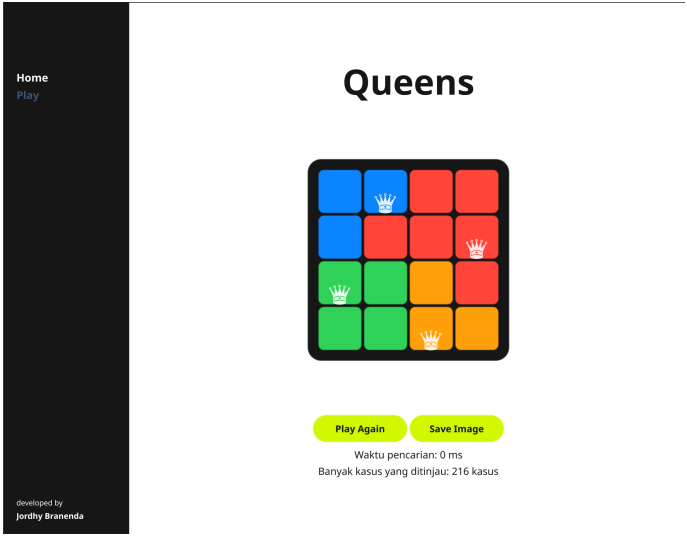 Home
Play
Queens
Play Again
Save Image
Waktu pencarian: 0 ms
Banyak kasus yang ditinjau: 216 kasus
developed by
Jordhy Branenda